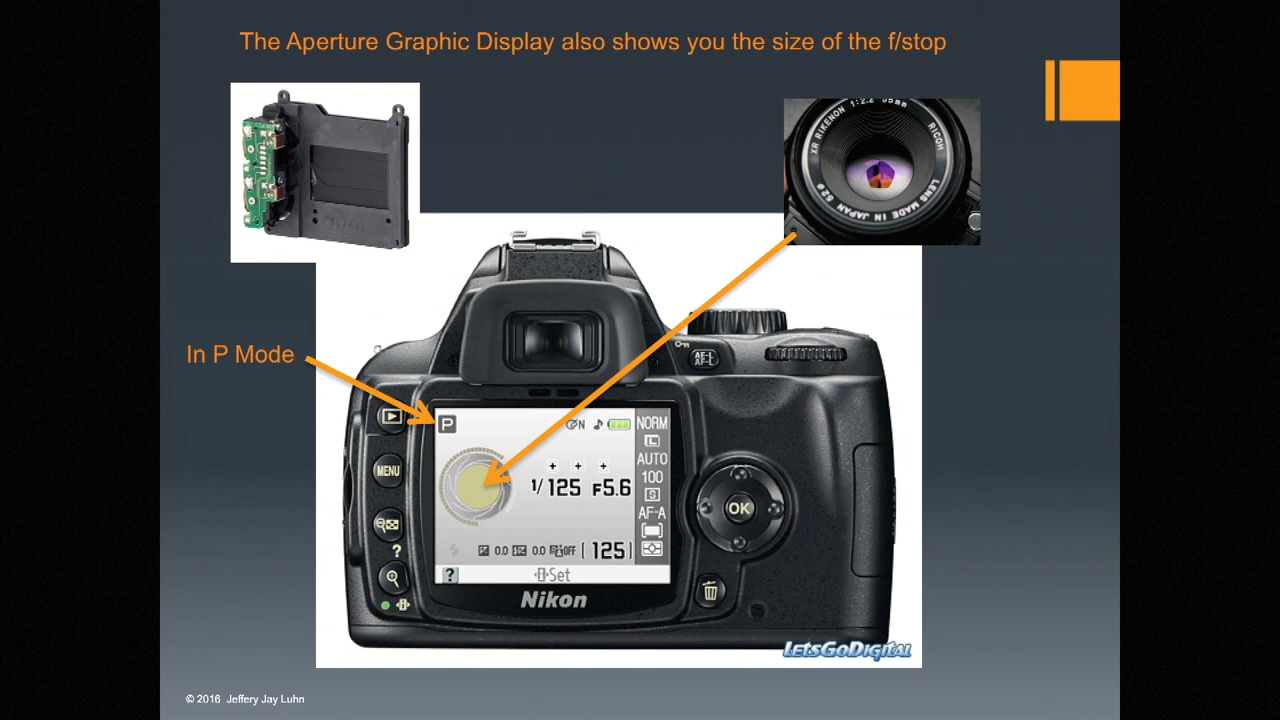 The Aperture Graphic Display also shows you the size of the f/stop
XR RIKENON 1:2.2 55mm
RICOH
LENS MADE IN JAPAN 52ø
In P Mode
AE-L
AF-L
P
ON
NORM
L
AUTO
100
S
AF-A
1/125 F5.6
MENU
OK
?
0.0 0.0 OFF [125]
? Set
Nikon
LETSGODIGITAL
© 2016 Jeffery Jay Luhn